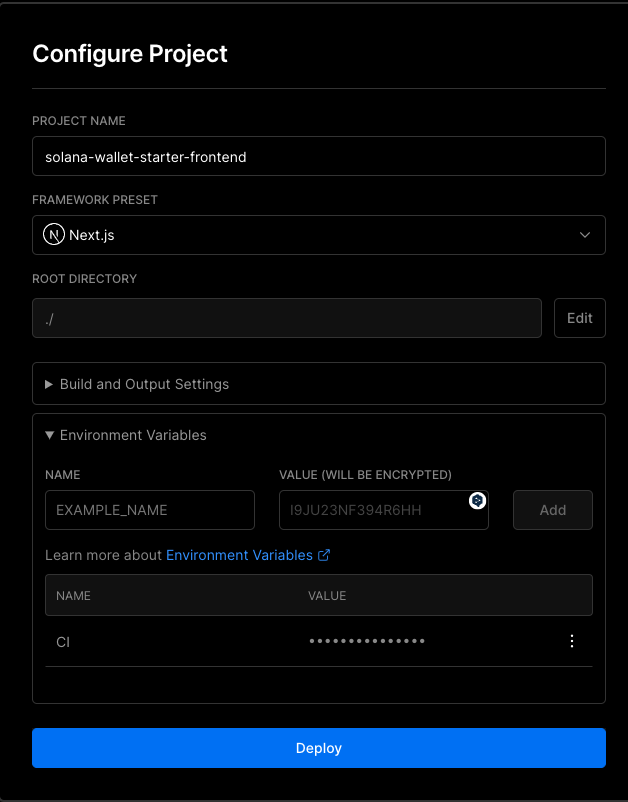 Configure Project
PROJECT NAME
solana-wallet-starter-frontend
FRAMEWORK PRESET
N Next.js
ROOT DIRECTORY
./
Edit
Build and Output Settings
Environment Variables
NAME VALUE (WILL BE ENCRYPTED)
EXAMPLE_NAME I9JU23NF394R6HH Add
Learn more about Environment Variables
NAME VALUE
CI •••••••••••••••
Deploy